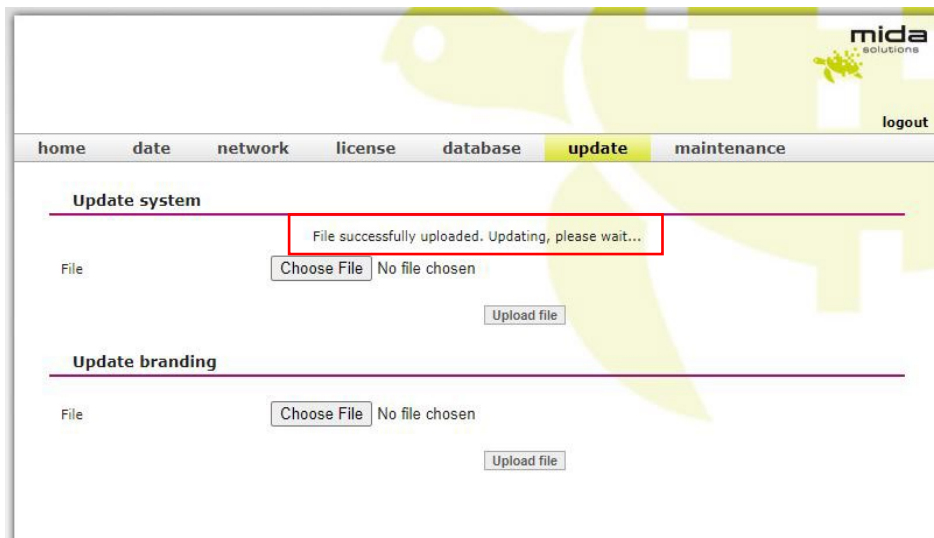 mida
solutions
logout
home date network license database update maintenance
Update system
File successfully uploaded. Updating, please wait...
File Choose File No file chosen
Upload file
Update branding
File Choose File No file chosen
Upload file